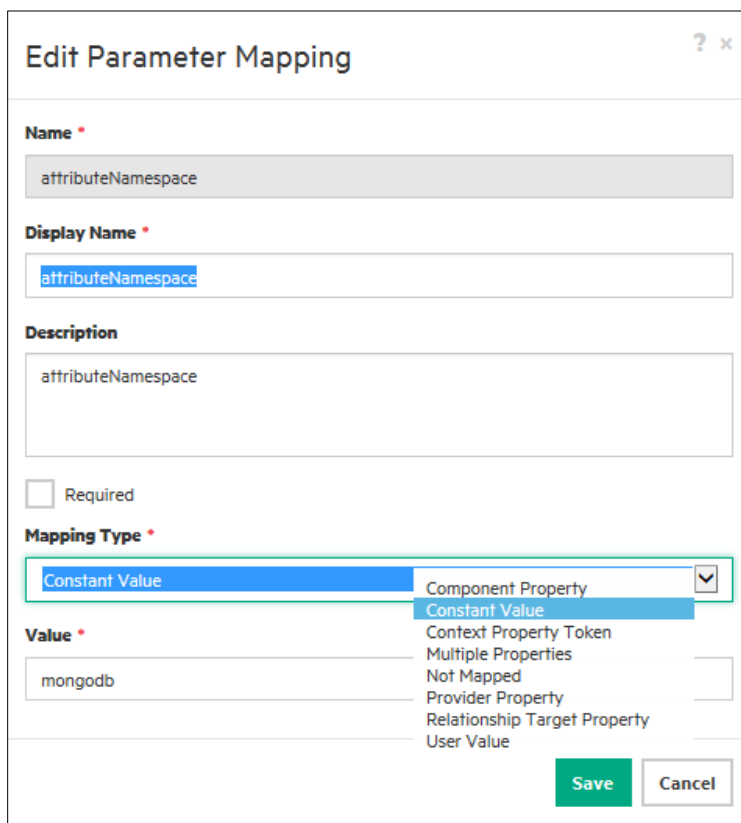 Edit Parameter Mapping
? ×
Name *
attributeNamespace
Display Name *
attributeNamespace
Description
attributeNamespace
Required
Mapping Type *
Constant Value
Component Property
Constant Value
Context Property Token
Multiple Properties
Not Mapped
Provider Property
Relationship Target Property
User Value
Value *
mongodb
Save
Cancel